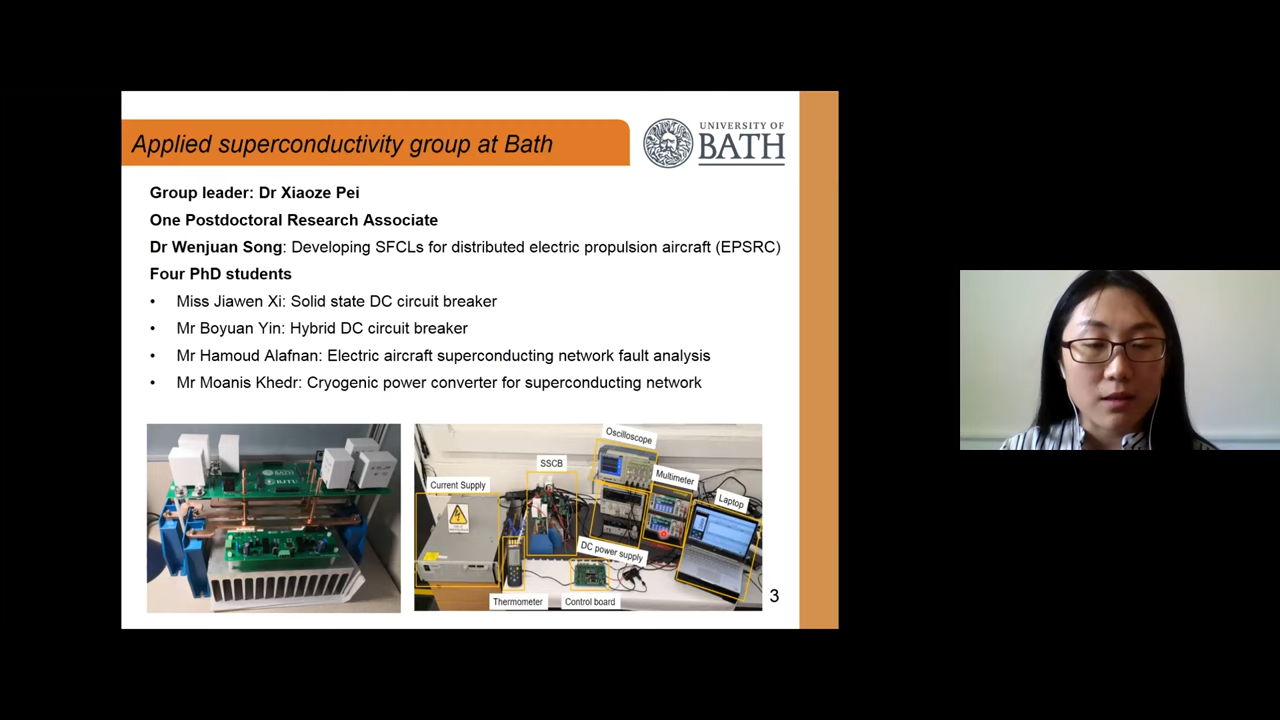 Applied superconductivity group at Bath
UNIVERSITY OF
BATH
Group leader: Dr Xiaoze Pei
One Postdoctoral Research Associate
Dr Wenjuan Song: Developing SFCLs for distributed electric propulsion aircraft (EPSRC)
Four PhD students
• Miss Jiawen Xi: Solid state DC circuit breaker
• Mr Boyuan Yin: Hybrid DC circuit breaker
• Mr Hamoud Alafnan: Electric aircraft superconducting network fault analysis
• Mr Moanis Khedr: Cryogenic power converter for superconducting network
BATH
BJTU
Oscilloscope
SSCB
Multimeter
Current Supply
Laptop
DC power supply
Thermometer
Control board
3